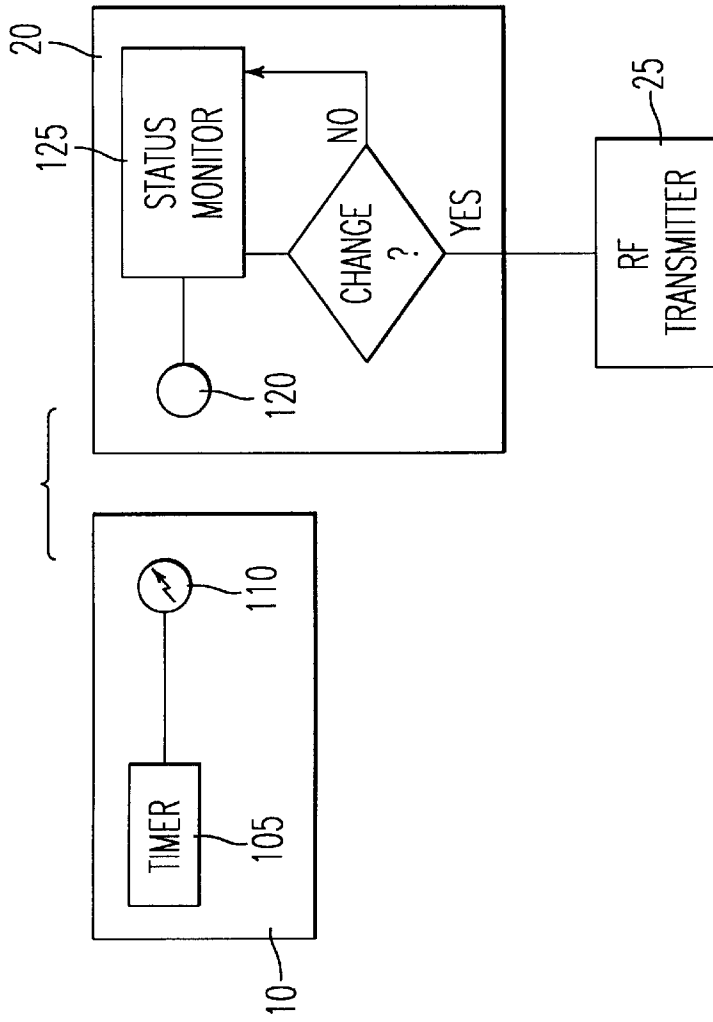 10
TIMER
105
110
20
125
STATUS
MONITOR
120
CHANGE
?
NO
YES
25
RF
TRANSMITTER